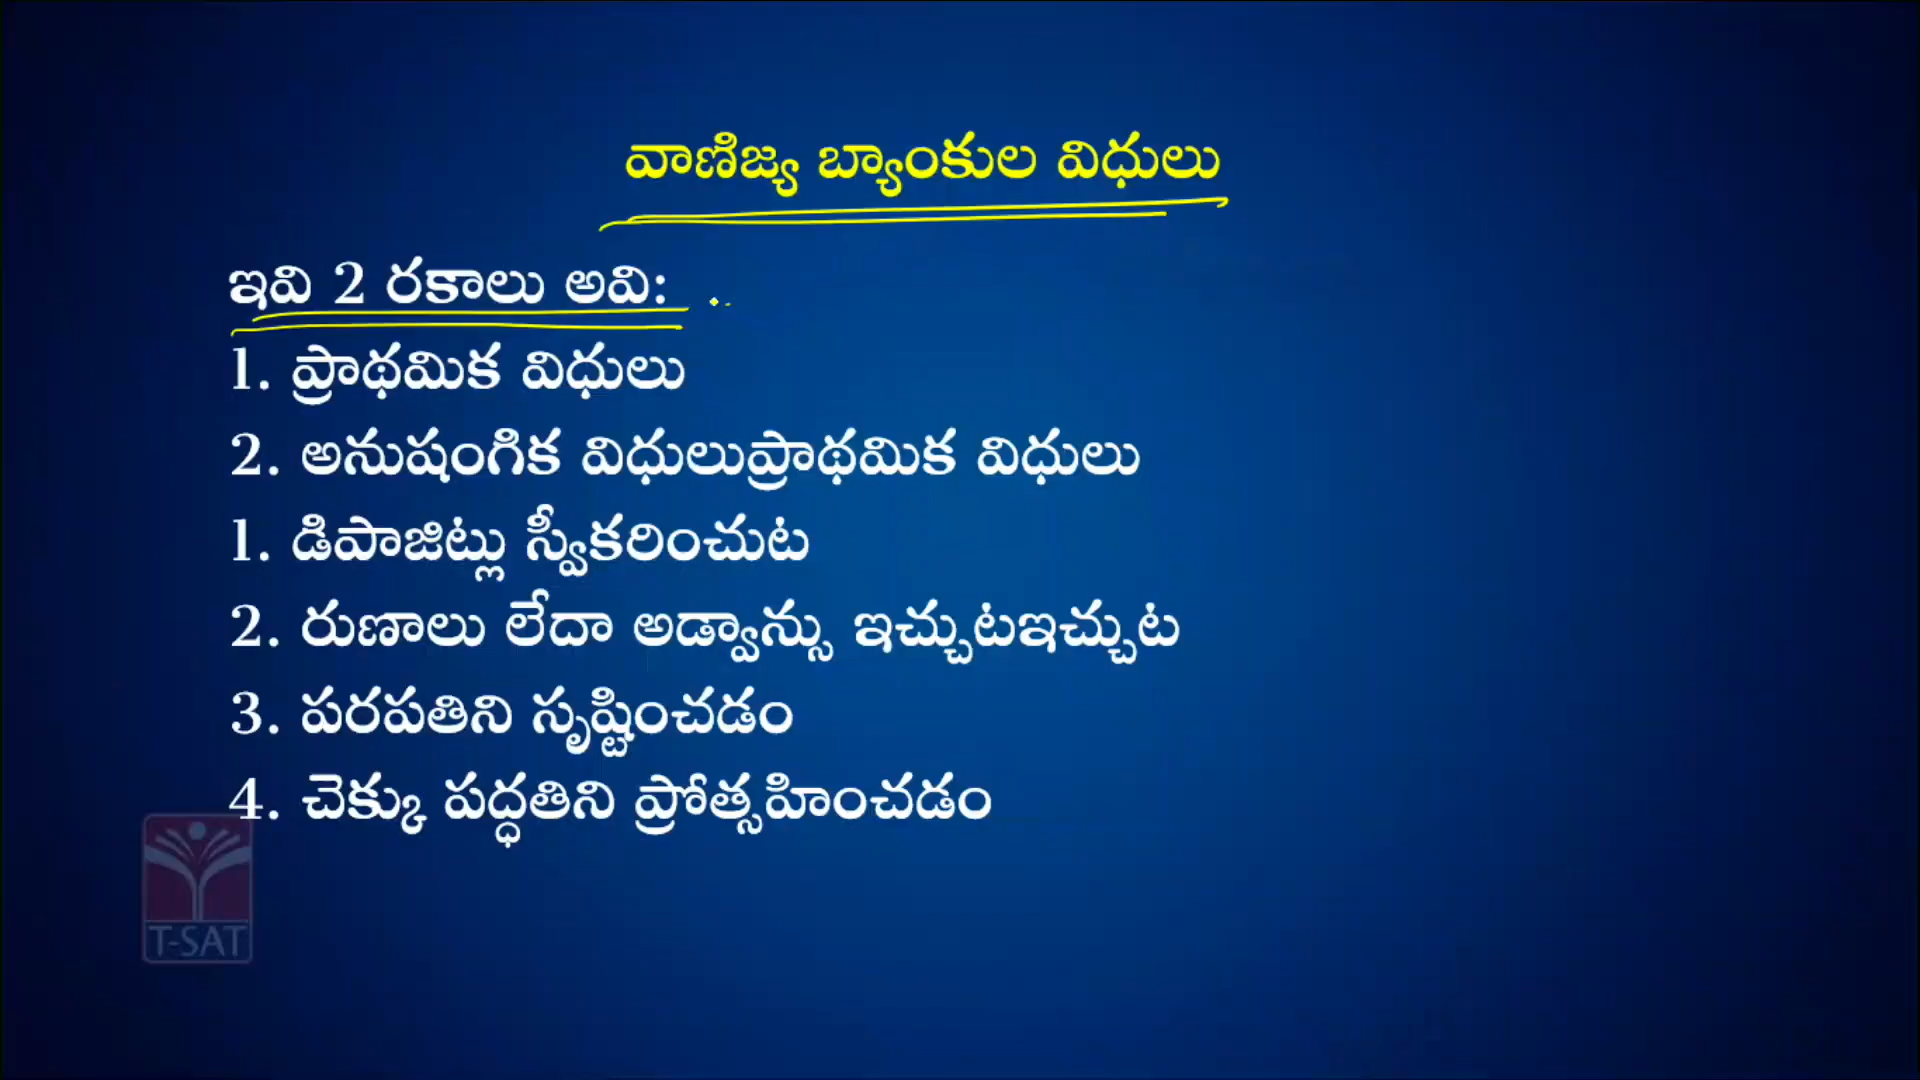 వాణిజ్య బ్యాంకుల విధులు
ఇవి 2 రకాలు అవి:
1. ప్రాథమిక విధులు
2. అనుషంగిక విధులుప్రాథమిక విధులు
1. డిపాజిట్లు స్వీకరించుట
2. రుణాలు లేదా అడ్వాన్సు ఇచ్చుటఇచ్చుట
3. పరపతిని సృష్టించడం
4. చెక్కు పద్ధతిని ప్రోత్సహించడం
T-SAT